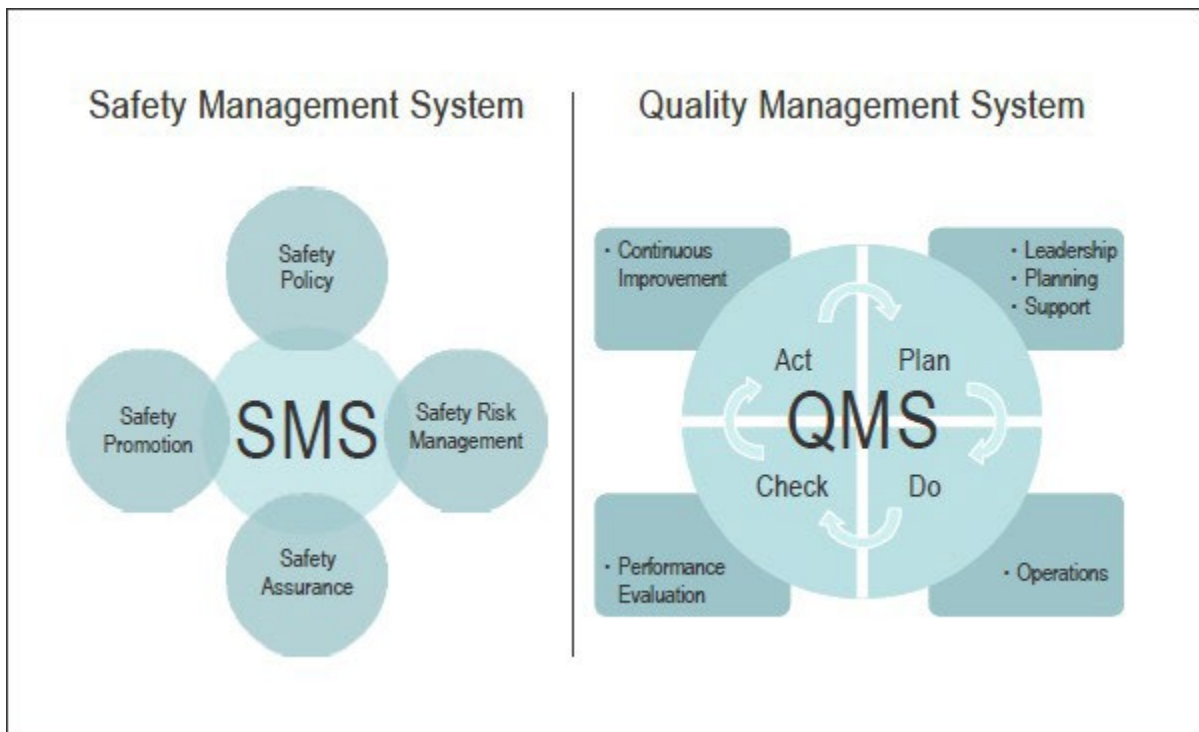 Safety Management System
Safety
Policy
Safety
Promotion
SMS
Safety Risk
Management
Safety
Assurance
Quality Management System
· Continuous
Improvement
· Leadership
· Planning
· Support
Act
Plan
QMS
Check
Do
· Performance
Evaluation
· Operations